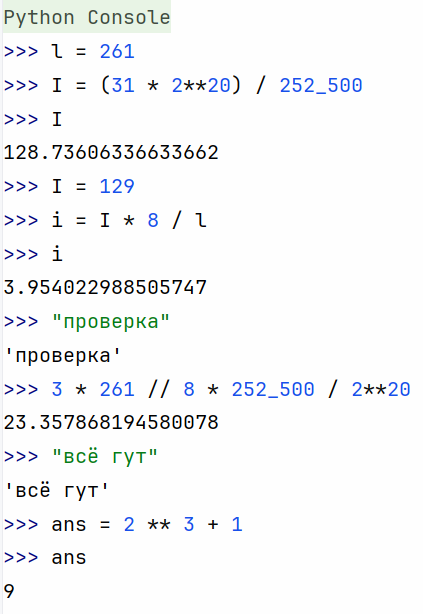 Python Console
>>> l = 261
>>> I = (31 * 2**20) / 252_500
>>> I
128.73606336633662
>>> I = 129
>>> i = I * 8 / l
>>> i
3.954022988505747
>>> "проверка"
'проверка'
>>> 3 * 261 // 8 * 252_500 / 2**20
23.357868194580078
>>> "всё гут"
'всё гут'
>>> ans = 2 ** 3 + 1
>>> ans
9